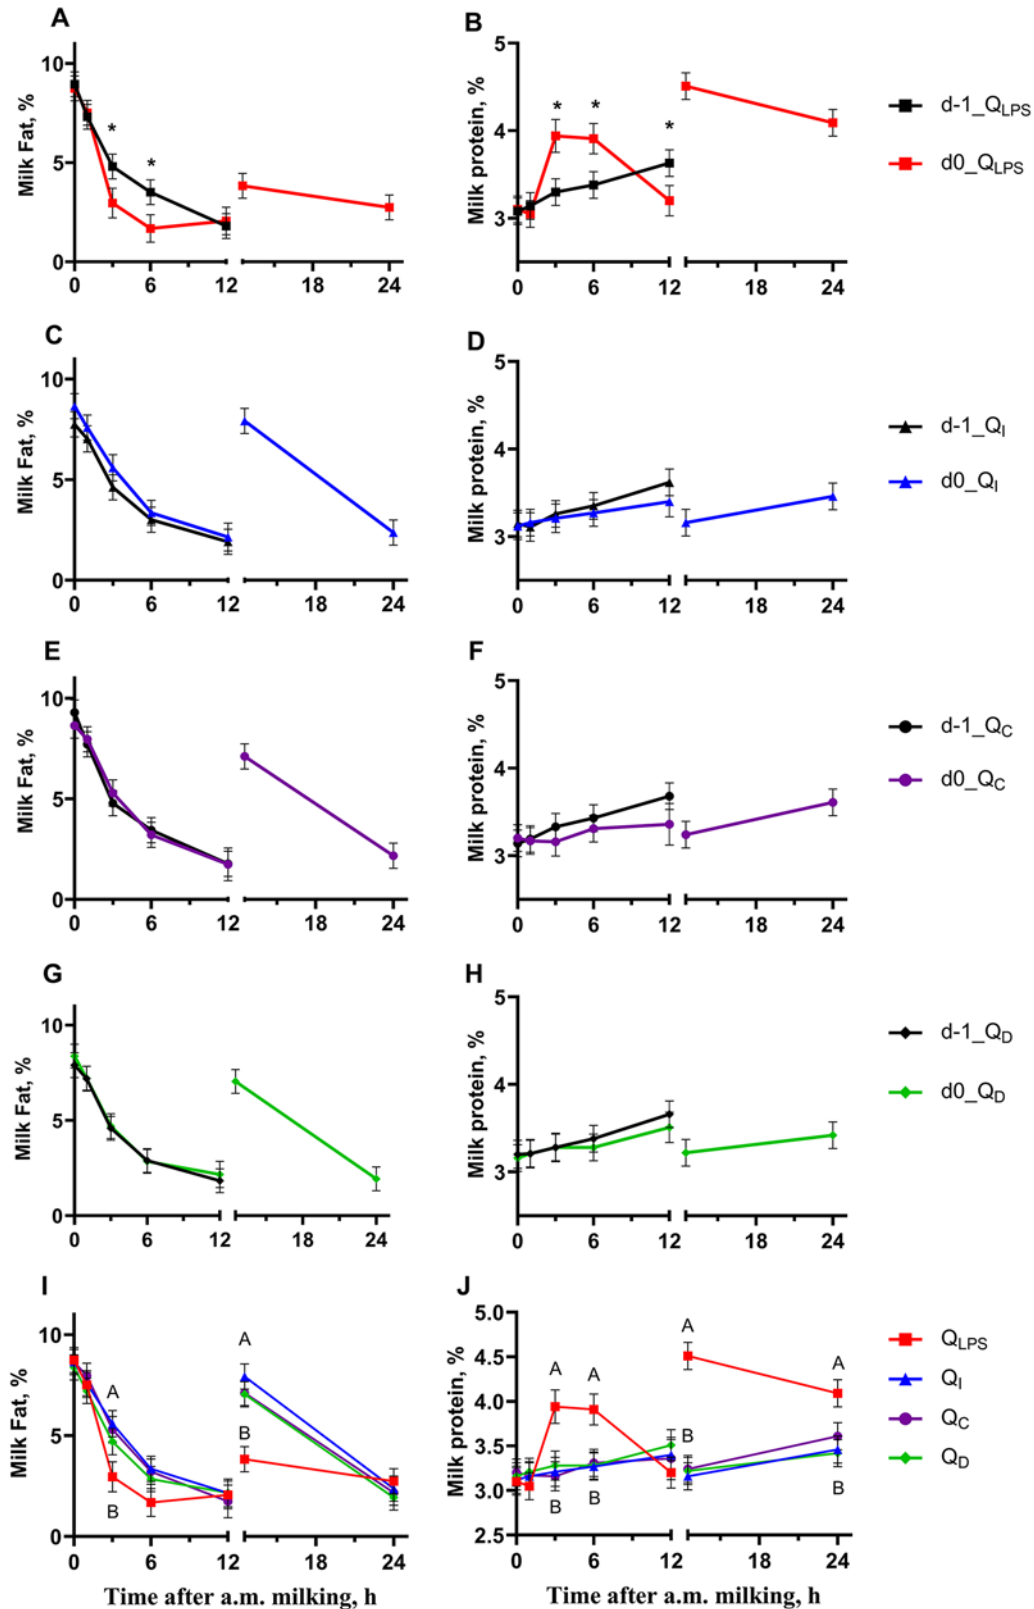 A
10
5
0
Milk Fat, %
*
*
0 6 12 18 24
B
5
4
3
Milk protein, %
*
*
*
0 6 12 18 24
d-1_QLPS
d0_QLPS
C
10
5
0
Milk Fat, %
0 6 12 18 24
D
5
4
3
Milk protein, %
0 6 12 18 24
d-1_QI
d0_QI
E
10
5
0
Milk Fat, %
0 6 12 18 24
F
5
4
3
Milk protein, %
0 6 12 18 24
d-1_QC
d0_QC
G
10
5
0
Milk Fat, %
0 6 12 18 24
H
5
4
3
Milk protein, %
0 6 12 18 24
d-1_QD
d0_QD
I
10
5
0
Milk Fat, %
A
B
A
B
0 6 12 18 24
Time after a.m. milking, h
J
5.0
4.5
4.0
3.5
3.0
2.5
Milk protein, %
A
A
A
A
B
B
B
B
0 6 12 18 24
Time after a.m. milking, h
QLPS
QI
QC
QD